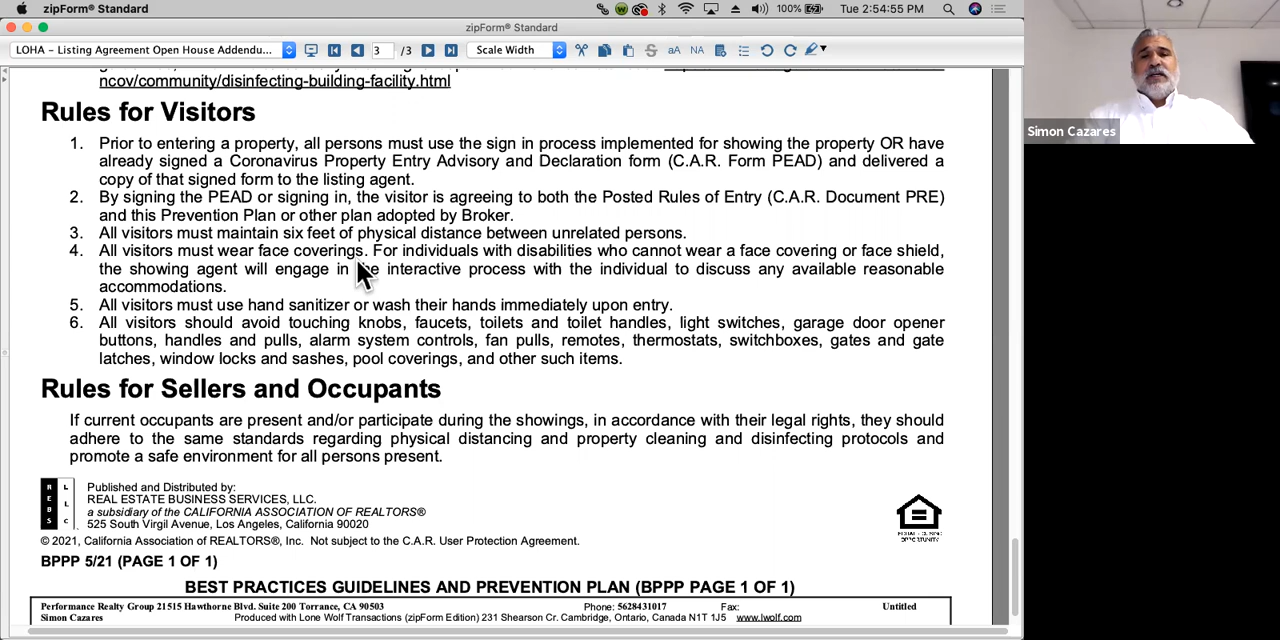 zipForm® Standard
100%
Tue 2:54:55 PM
zipForm® Standard
LOHA - Listing Agreement Open House Addendu...
3 /3
Scale Width
aA NA
ncov/community/disinfecting-building-facility.html
Rules for Visitors
1. Prior to entering a property, all persons must use the sign in process implemented for showing the property OR have
already signed a Coronavirus Property Entry Advisory and Declaration form (C.A.R. Form PEAD) and delivered a
copy of that signed form to the listing agent.
2. By signing the PEAD or signing in, the visitor is agreeing to both the Posted Rules of Entry (C.A.R. Document PRE)
and this Prevention Plan or other plan adopted by Broker.
3. All visitors must maintain six feet of physical distance between unrelated persons.
4. All visitors must wear face coverings. For individuals with disabilities who cannot wear a face covering or face shield,
the showing agent will engage in the interactive process with the individual to discuss any available reasonable
accommodations.
5. All visitors must use hand sanitizer or wash their hands immediately upon entry.
6. All visitors should avoid touching knobs, faucets, toilets and toilet handles, light switches, garage door opener
buttons, handles and pulls, alarm system controls, fan pulls, remotes, thermostats, switchboxes, gates and gate
latches, window locks and sashes, pool coverings, and other such items.
Rules for Sellers and Occupants
If current occupants are present and/or participate during the showings, in accordance with their legal rights, they should
adhere to the same standards regarding physical distancing and property cleaning and disinfecting protocols and
promote a safe environment for all persons present.
R L
E L
B C
S
Published and Distributed by:
REAL ESTATE BUSINESS SERVICES, LLC.
a subsidiary of the CALIFORNIA ASSOCIATION OF REALTORS®
525 South Virgil Avenue, Los Angeles, California 90020
OPPORTUNITY
© 2021, California Association of REALTORS®, Inc. Not subject to the C.A.R. User Protection Agreement.
BPPP 5/21 (PAGE 1 OF 1)
BEST PRACTICES GUIDELINES AND PREVENTION PLAN (BPPP PAGE 1 OF 1)
Performance Realty Group 21515 Hawthorne Blvd. Suite 200 Torrance, CA 90503 Phone: 5628431017 Fax: Untitled
Simon Cazares Produced with Lone Wolf Transactions (zipForm Edition) 231 Shearson Cr. Cambridge, Ontario, Canada N1T 1J5 www.lwolf.com
Simon Cazares